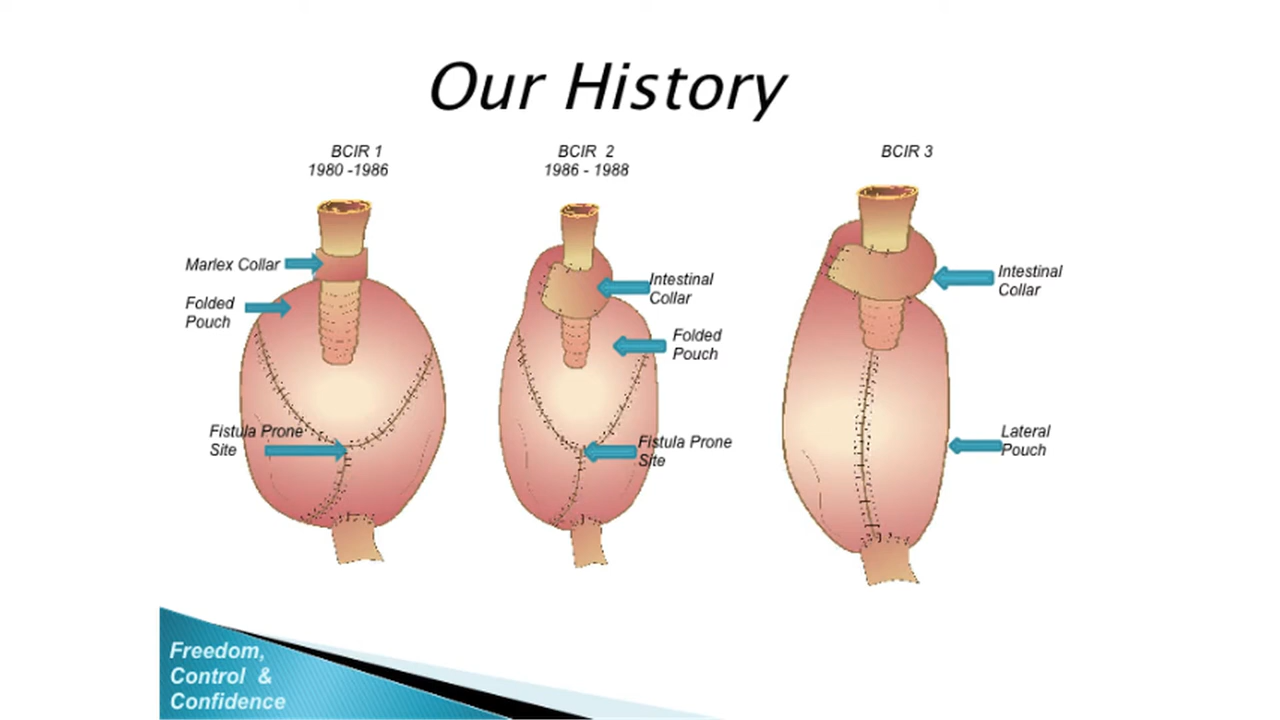 Our History
BCIR 1
1980 -1986
Marlex Collar
Folded
Pouch
Fistula Prone
Site
BCIR 2
1986 - 1988
Intestinal
Collar
Folded
Pouch
Fistula Prone
Site
BCIR 3
Intestinal
Collar
Lateral
Pouch
Freedom,
Control &
Confidence